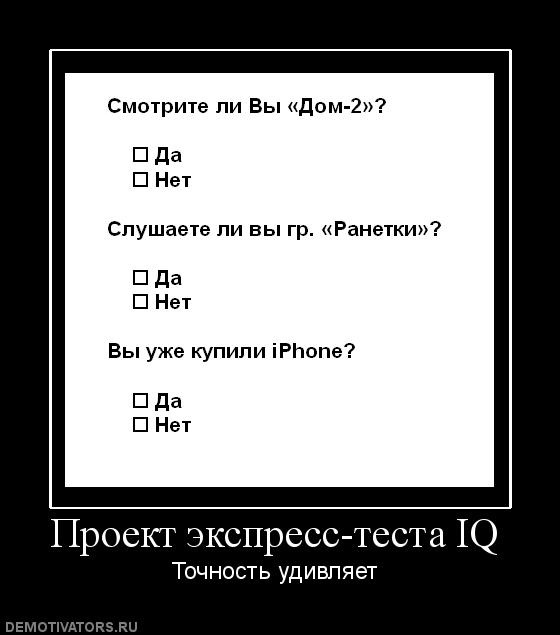 Смотрите ли Вы «Дом-2»?
□ Да
□ Нет
Слушаете ли вы гр. «Ранетки»?
□ Да
□ Нет
Вы уже купили iPhone?
□ Да
□ Нет
Проект экспресс-теста IQ
Точность удивляет
DEMOTIVATORS.RU